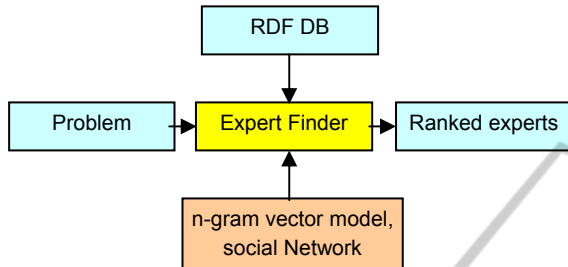 RDF DB
Problem
Expert Finder
Ranked experts
n-gram vector model,
social Network